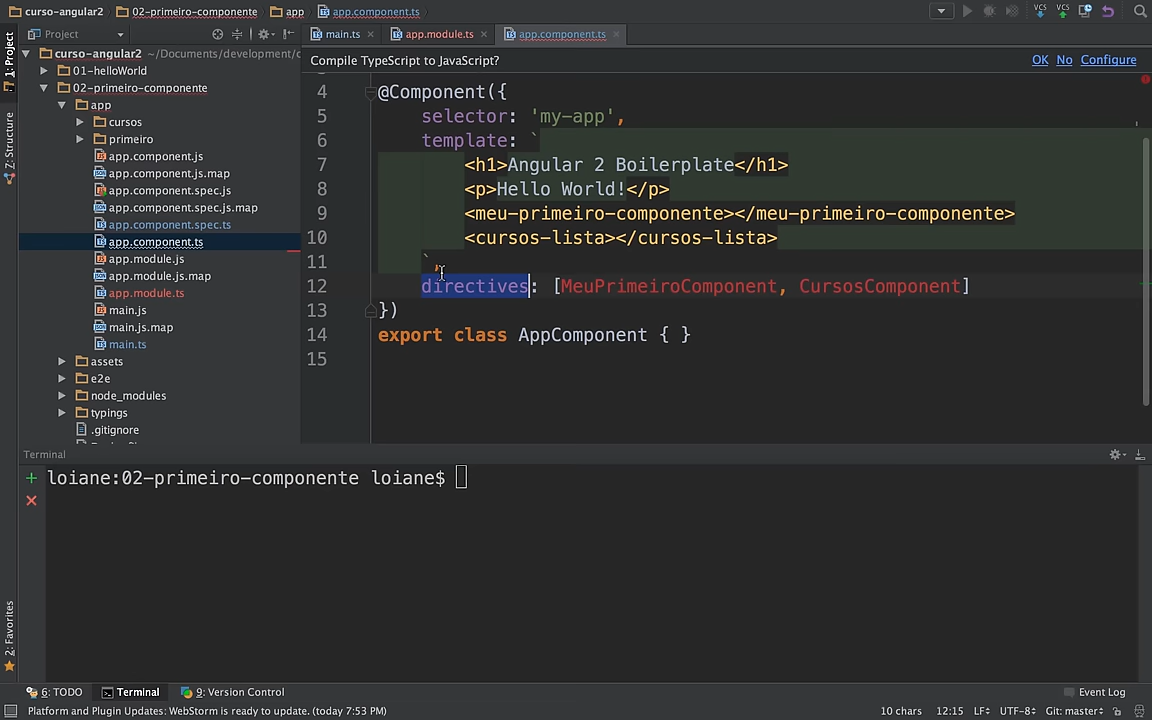 curso-angular2 02-primeiro-componente app app.component.ts
Project
main.ts app.module.ts app.component.ts
1: Project
7: Structure
2: Favorites
curso-angular2 ~/Documents/development/c
01-helloWorld
02-primeiro-componente
app
cursos
primeiro
app.component.js
app.component.js.map
app.component.spec.js
app.component.spec.js.map
app.component.spec.ts
app.component.ts
app.module.js
app.module.js.map
app.module.ts
main.js
main.js.map
main.ts
assets
e2e
node_modules
typings
.gitignore
Compile TypeScript to JavaScript? OK No Configure
4 @Component({
5 selector: 'my-app',
6 template: `
7 <h1>Angular 2 Boilerplate</h1>
8 <p>Hello World!</p>
9 <meu-primeiro-componente></meu-primeiro-componente>
10 <cursos-lista></cursos-lista>
11 `,
12 directives: [MeuPrimeiroComponent, CursosComponent]
13 })
14 export class AppComponent { }
15
Terminal
loiane:02-primeiro-componente loiane$
6: TODO Terminal 9: Version Control Event Log
Platform and Plugin Updates: WebStorm is ready to update. (today 7:53 PM) 10 chars 12:15 LF÷ UTF-8÷ Git: master÷